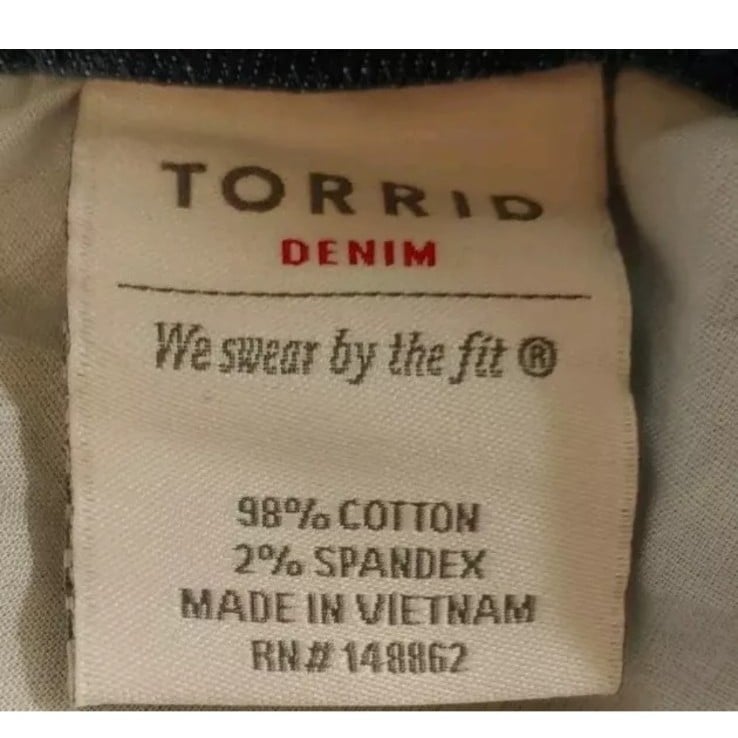 TORRID
DENIM
We swear by the fit ®
98% COTTON
2% SPANDEX
MADE IN VIETNAM
RN# 148862